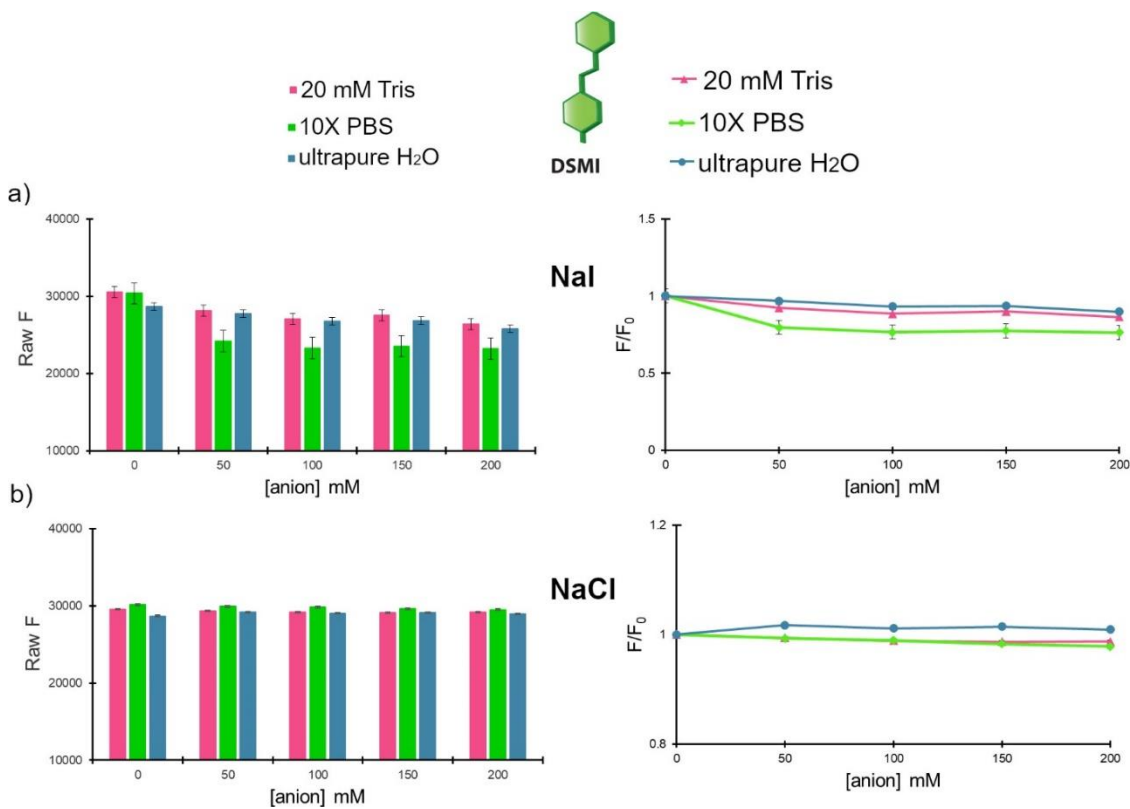 20 mM Tris
10X PBS
ultrapure H2O
DSMI
20 mM Tris
10X PBS
ultrapure H2O
a)
40000
30000
20000
10000
Raw F
0 50 100 150 200
[anion] mM
NaI
1.5
1
0.5
0
F/F0
0 50 100 150 200
[anion] mM
b)
40000
30000
20000
10000
Raw F
0 50 100 150 200
[anion] mM
NaCl
1.2
1
0.8
F/F0
0 50 100 150 200
[anion] mM